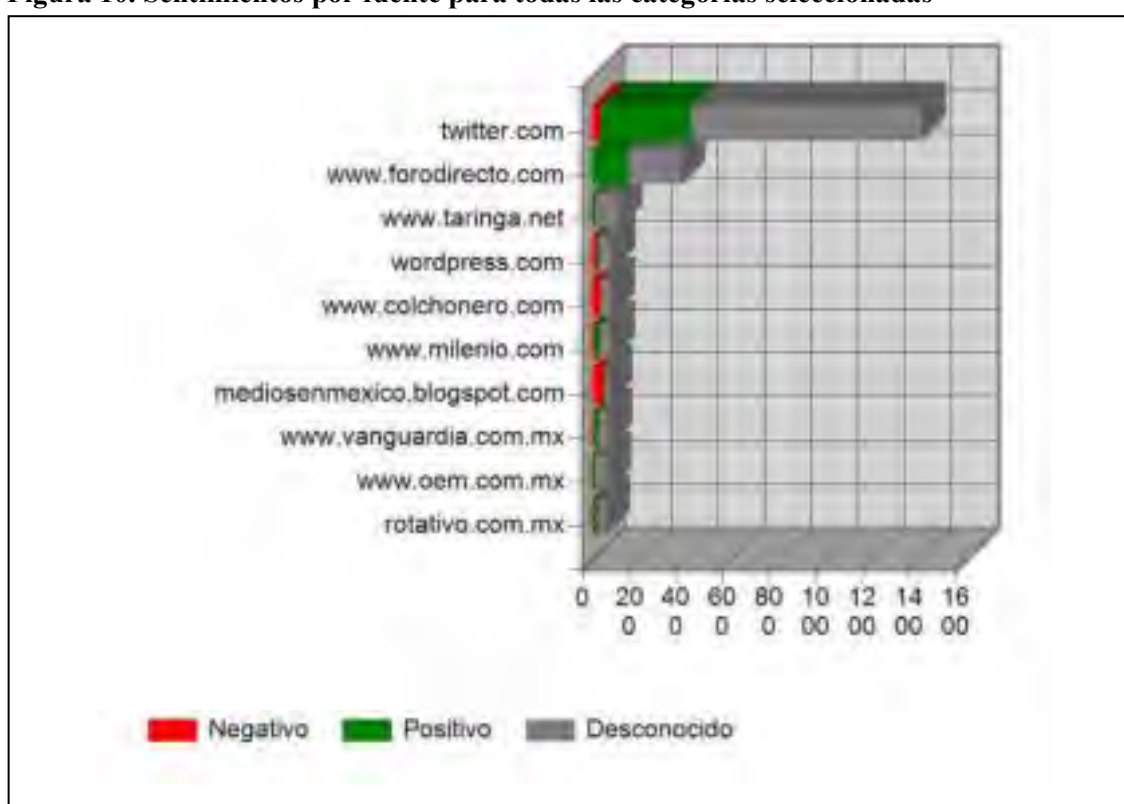 Figura 10. Sentimientos por fuente para todas las categorías seleccionadas
twitter.com
www.forodirecto.com
www.taringa.net
wordpress.com
www.colchonero.com
www.milenio.com
mediosenmexico.blogspot.com
www.vanguardia.com.mx
www.oem.com.mx
rotativo.com.mx
0 20 40 60 80 10 12 14 16
0 0 0 0 00 00 00 00
Negativo Positivo Desconocido